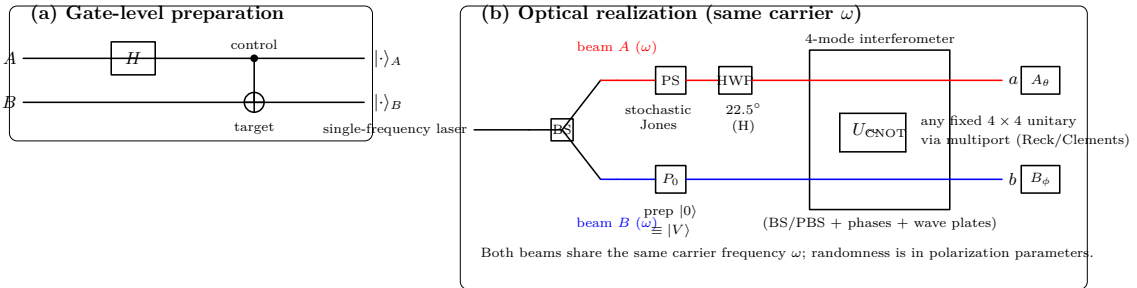 (a) Gate-level preparation
A
H
control
|·⟩A
B
|·⟩B
target
(b) Optical realization (same carrier ω)
beam A (ω)
4-mode interferometer
PS
HWP
a
Aθ
stochastic
Jones
22.5°
(H)
single-frequency laser
BS
UCNOT
any fixed 4 × 4 unitary
via multiport (Reck/Clements)
P0
b
Bϕ
prep |0⟩
≡ |V⟩
beam B (ω)
(BS/PBS + phases + wave plates)
Both beams share the same carrier frequency ω; randomness is in polarization parameters.